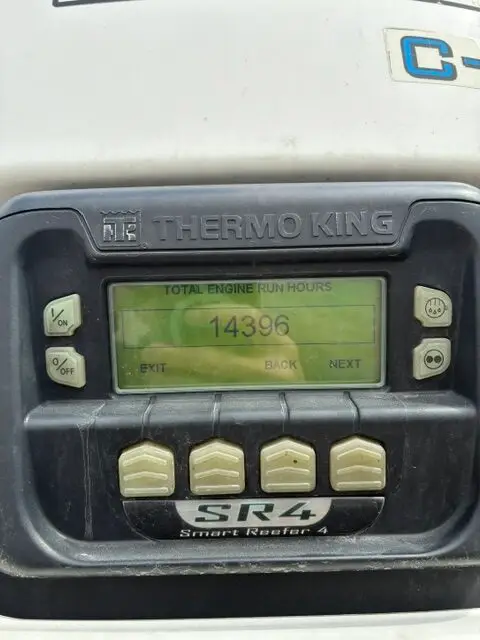 C-
THERMO KING
TOTAL ENGINE RUN HOURS
I/ON
14396
O/OFF
EXIT BACK NEXT
SR4
Smart Reefer 4